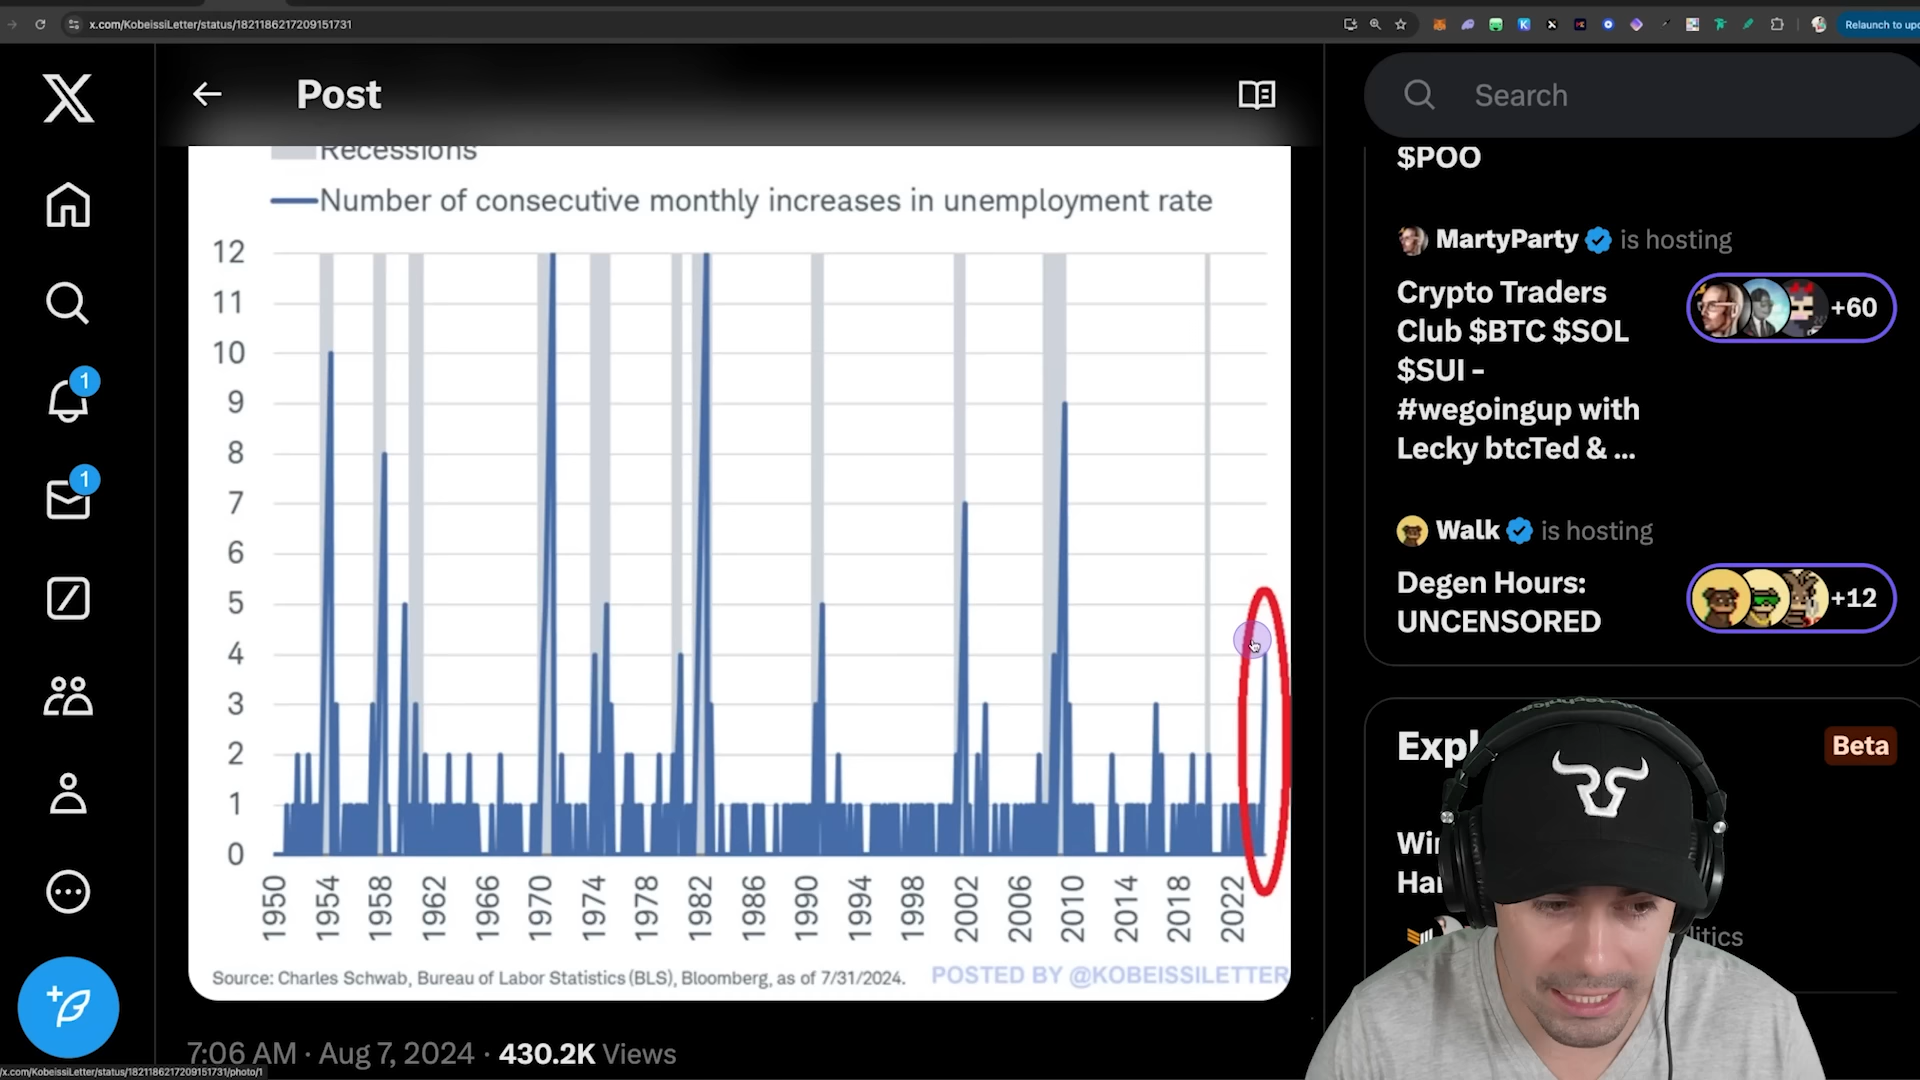 x.com/KobeissiLetter/status/1821186217209151731
Relaunch to up
Post
Search
Recessions
Number of consecutive monthly increases in unemployment rate
12
11
10
9
8
7
6
5
4
3
2
1
0
1950
1954
1958
1962
1966
1970
1974
1978
1982
1986
1990
1994
1998
2002
2006
2010
2014
2018
2022
Source: Charles Schwab, Bureau of Labor Statistics (BLS), Bloomberg, as of 7/31/2024.
POSTED BY @KOBEISSILETTER
7:06 AM · Aug 7, 2024 · 430.2K Views
x.com/KobeissiLetter/status/1821186217209151731/photo/1
1
1
$POO
MartyParty is hosting
Crypto Traders
Club $BTC $SOL
$SUI -
#wegoingup with
Lecky btcTed & ...
+60
Walk is hosting
Degen Hours:
UNCENSORED
+12
Expl
Beta